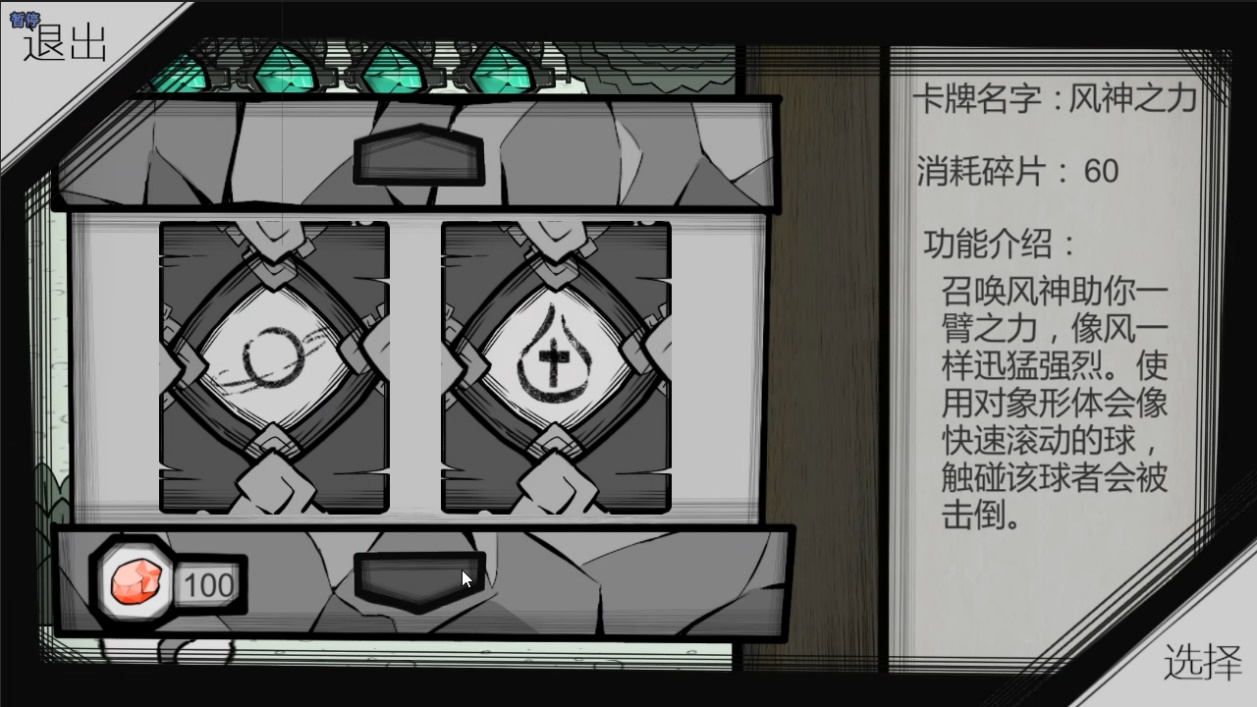 暂停
退出
卡牌名字：风神之力
消耗碎片：60
功能介绍：
召唤风神助你一
臂之力，像风一
样迅猛强烈。使
用对象形体会像
快速滚动的球，
触碰该球者会被
击倒。
100
选择